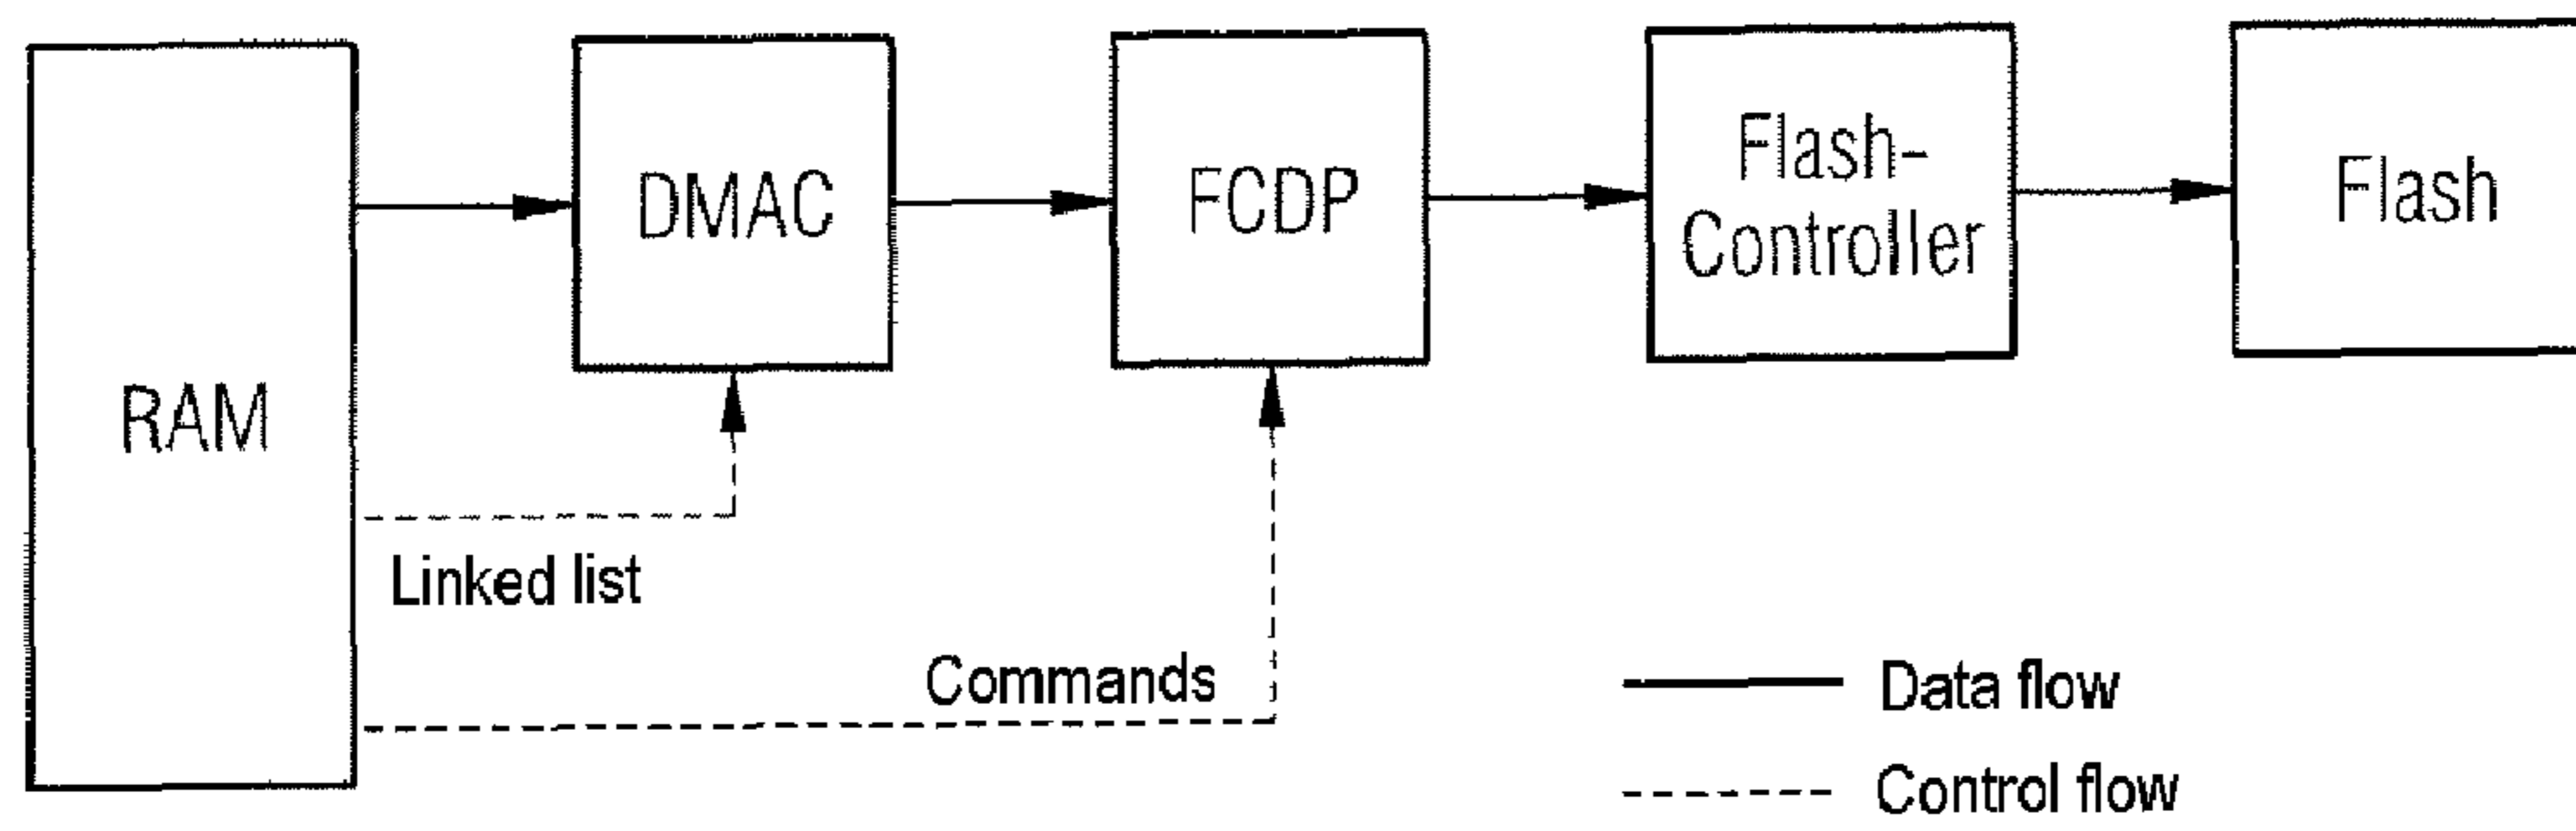 RAM
DMAC
FCDP
Flash-
Controller
Flash
Linked list
Commands
Data flow
Control flow